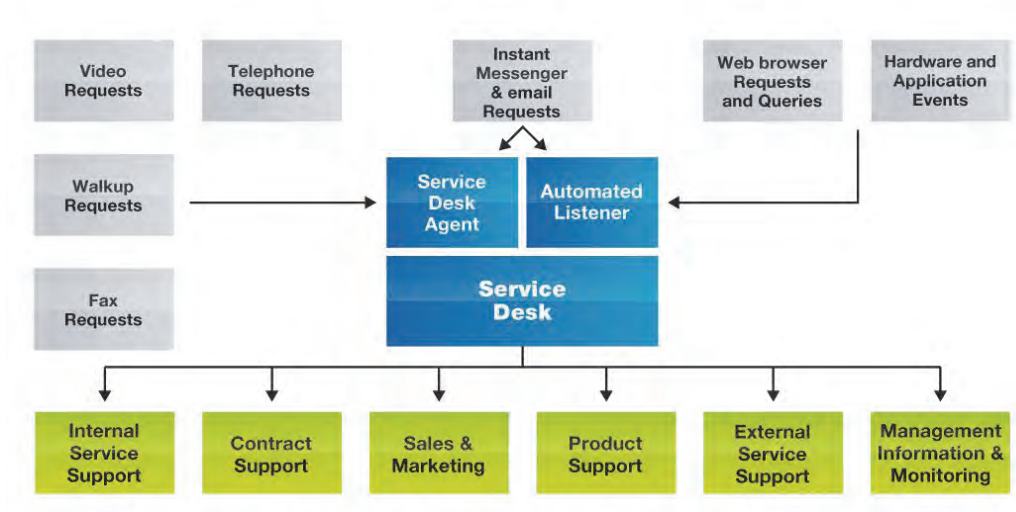 Video
Requests
Telephone
Requests
Instant
Messenger
& email
Requests
Web browser
Requests
and Queries
Hardware and
Application
Events
Walkup
Requests
Service
Desk
Agent
Automated
Listener
Fax
Requests
Service
Desk
Internal
Service
Support
Contract
Support
Sales &
Marketing
Product
Support
External
Service
Support
Management
Information &
Monitoring